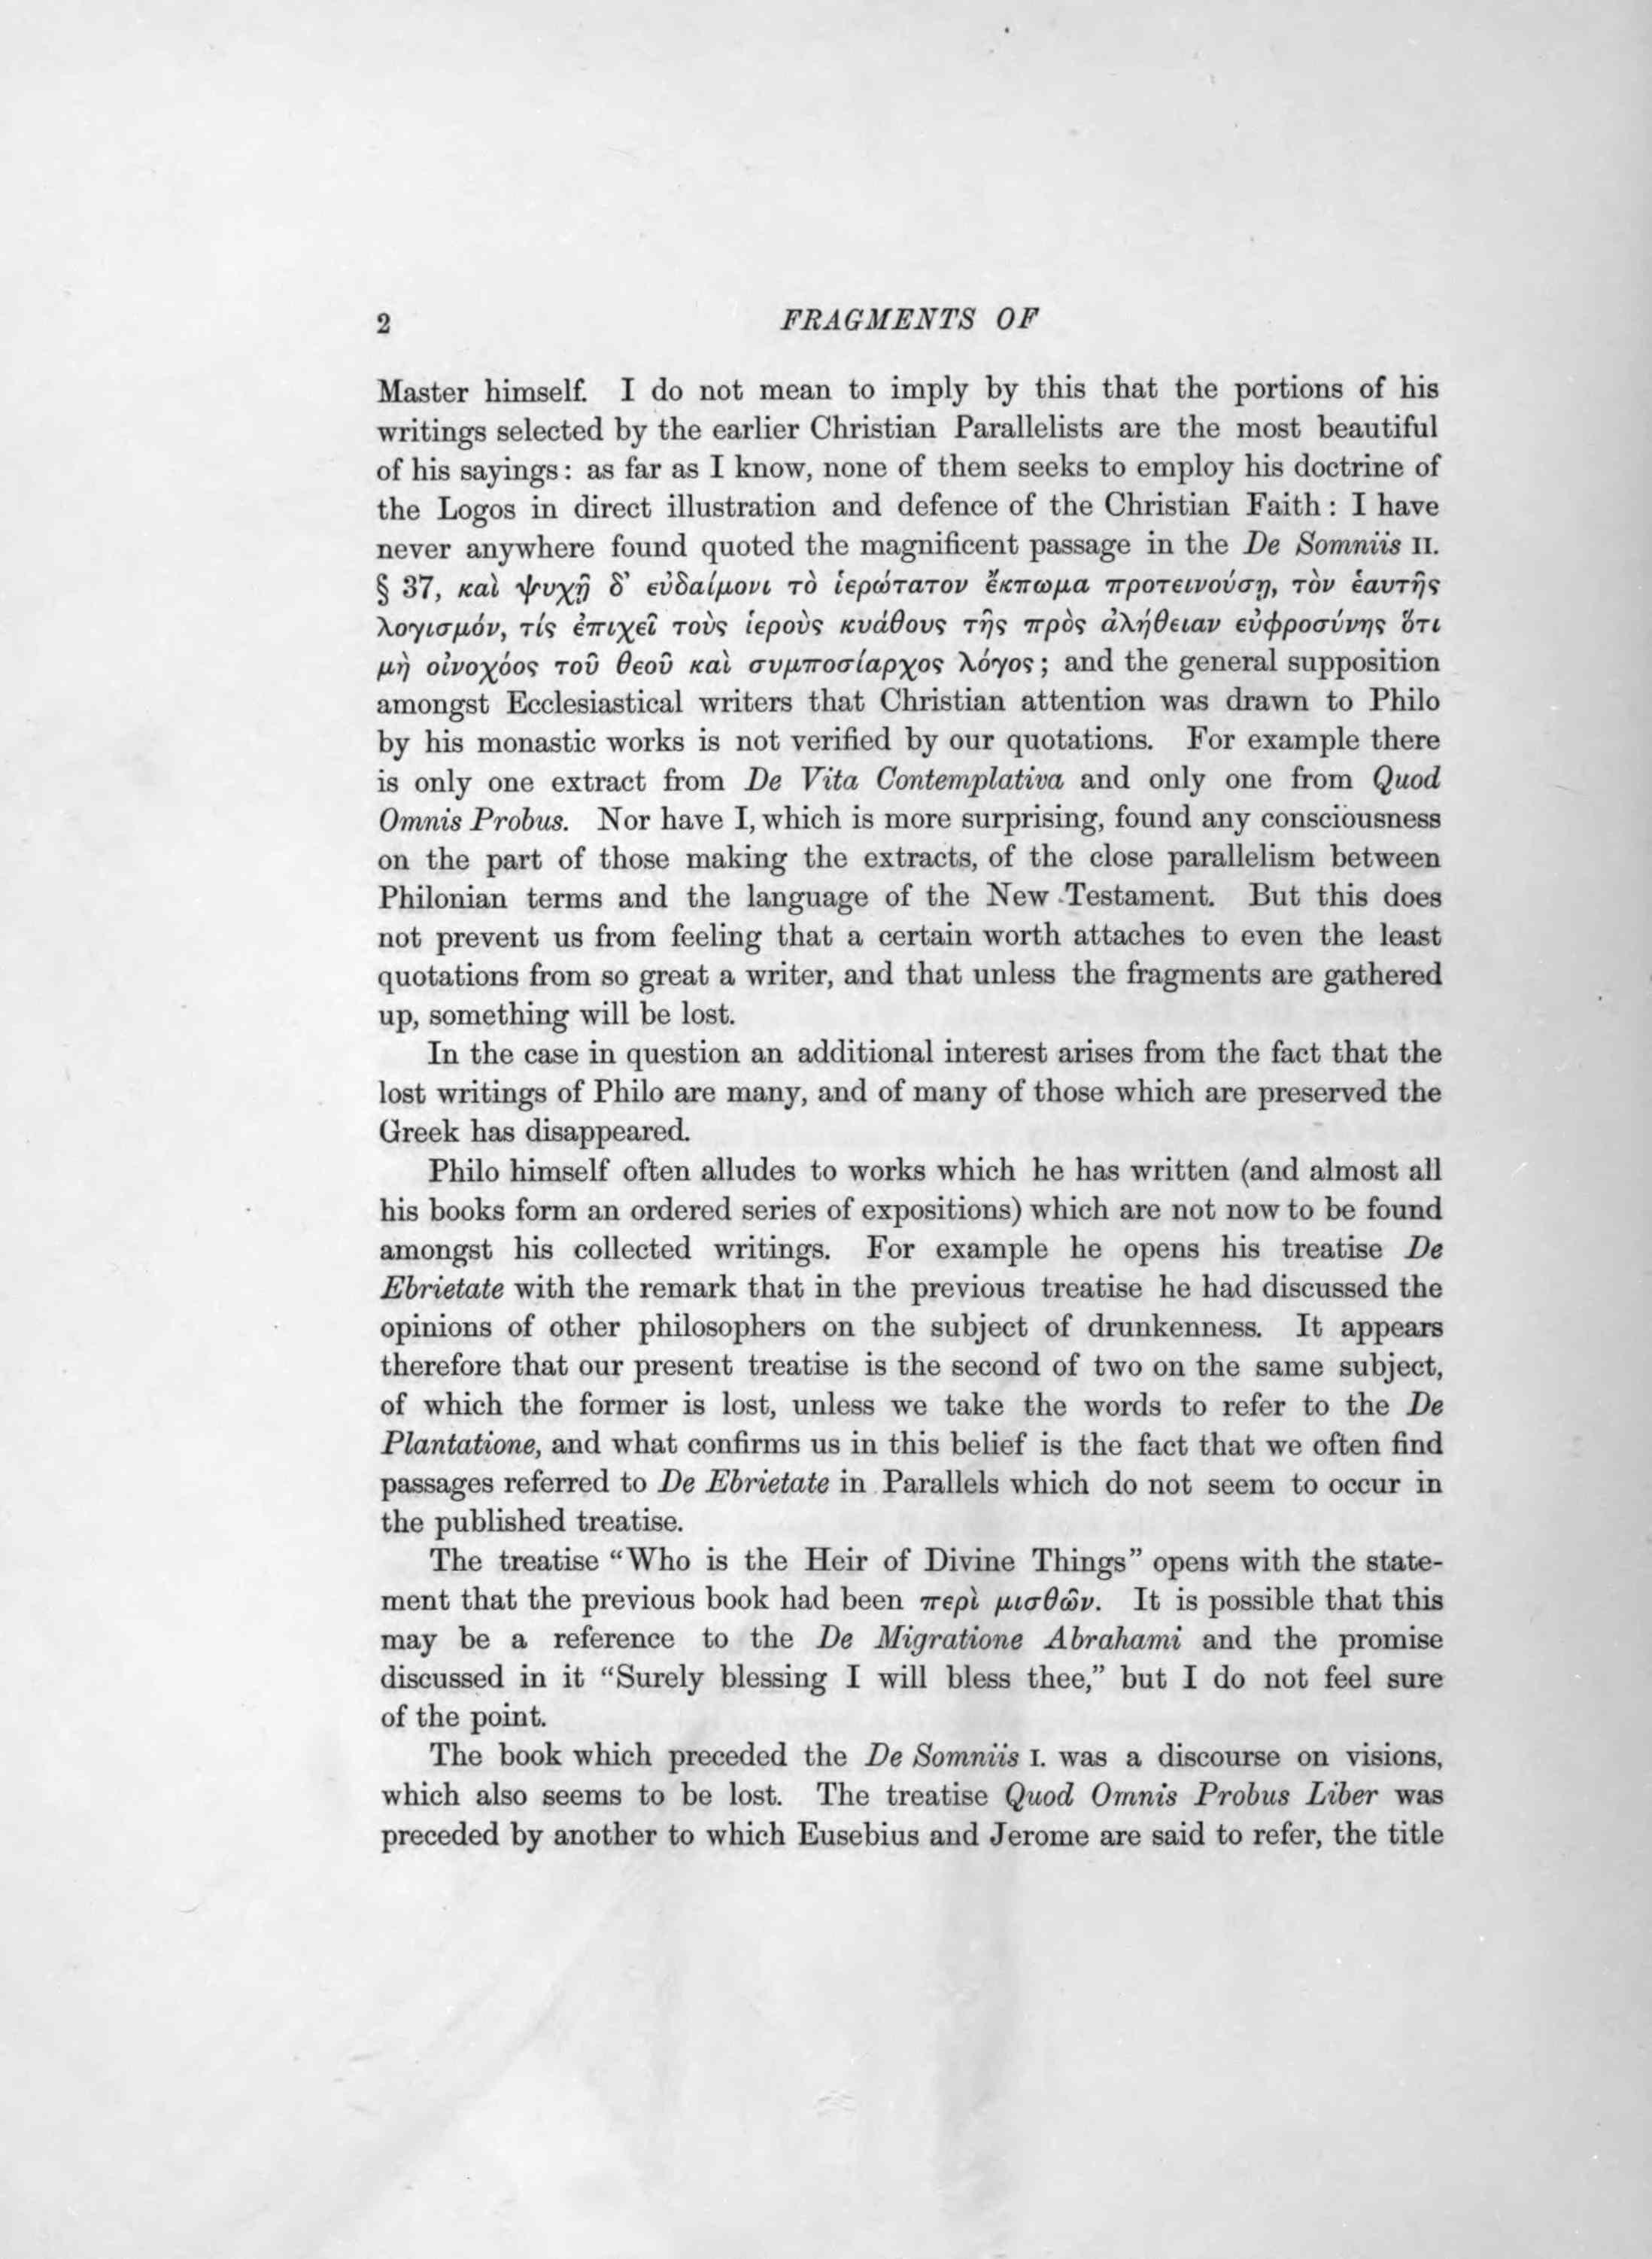 2 FRAGMENTS OF
Master himself. I do not mean to imply by this that the portions of his
writings selected by the earlier Christian Parallelists are the most beautiful
of his sayings: as far as I know, none of them seeks to employ his doctrine of
the Logos in direct illustration and defence of the Christian Faith: I have
never anywhere found quoted the magnificent passage in the De Somniis II.
§ 37, καὶ ψυχῇ δ’ εὐδαίμονι τὸ ἱερώτατον ἔκπωμα προτεινούσῃ, τὸν ἑαυτῆς
λογισμόν, τίς ἐπιχεῖ τοὺς ἱεροὺς κυάθους τῆς πρὸς ἀλήθειαν εὐφροσύνης ὅτι
μὴ οἰνοχόος τοῦ θεοῦ καὶ συμποσίαρχος λόγος; and the general supposition
amongst Ecclesiastical writers that Christian attention was drawn to Philo
by his monastic works is not verified by our quotations. For example there
is only one extract from De Vita Contemplativa and only one from Quod
Omnis Probus. Nor have I, which is more surprising, found any consciousness
on the part of those making the extracts, of the close parallelism between
Philonian terms and the language of the New Testament. But this does
not prevent us from feeling that a certain worth attaches to even the least
quotations from so great a writer, and that unless the fragments are gathered
up, something will be lost.
In the case in question an additional interest arises from the fact that the
lost writings of Philo are many, and of many of those which are preserved the
Greek has disappeared.
Philo himself often alludes to works which he has written (and almost all
his books form an ordered series of expositions) which are not now to be found
amongst his collected writings. For example he opens his treatise De
Ebrietate with the remark that in the previous treatise he had discussed the
opinions of other philosophers on the subject of drunkenness. It appears
therefore that our present treatise is the second of two on the same subject,
of which the former is lost, unless we take the words to refer to the De
Plantatione, and what confirms us in this belief is the fact that we often find
passages referred to De Ebrietate in Parallels which do not seem to occur in
the published treatise.
The treatise “Who is the Heir of Divine Things” opens with the state-
ment that the previous book had been περὶ μισθῶν. It is possible that this
may be a reference to the De Migratione Abrahami and the promise
discussed in it “Surely blessing I will bless thee,” but I do not feel sure
of the point.
The book which preceded the De Somniis I. was a discourse on visions,
which also seems to be lost. The treatise Quod Omnis Probus Liber was
preceded by another to which Eusebius and Jerome are said to refer, the title